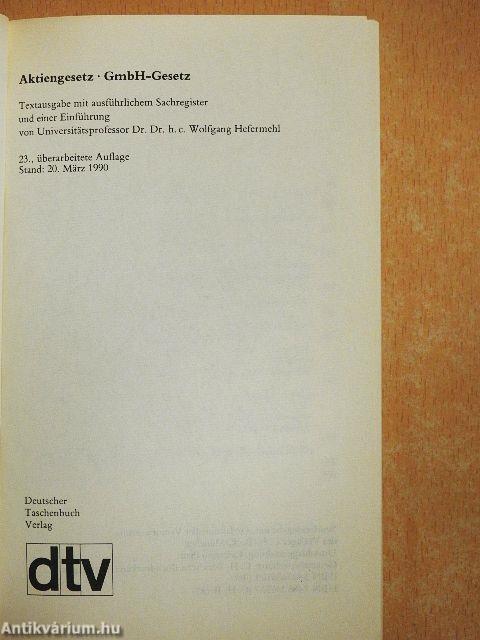 Aktiengesetz · GmbH-Gesetz
Textausgabe mit ausführlichem Sachregister
und einer Einführung
von Universitätsprofessor Dr. Dr. h. c. Wolfgang Hefermehl
23., überarbeitete Auflage
Stand: 20. März 1990
Deutscher
Taschenbuch
Verlag
dtv
Antikvárium.hu